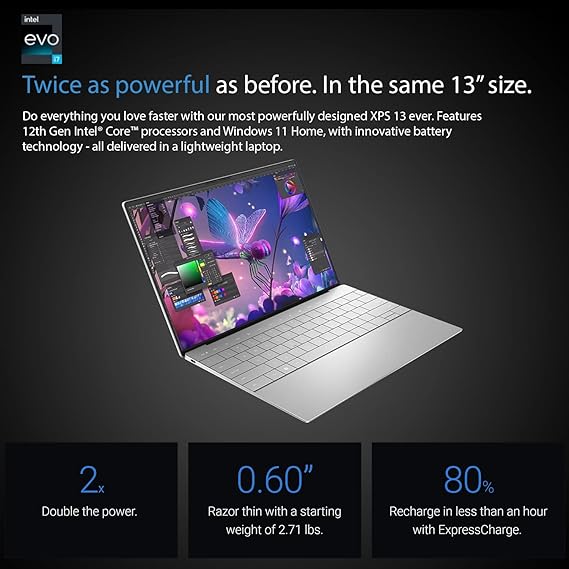 intel
evo
i7
Twice as powerful as before. In the same 13” size.
Do everything you love faster with our most powerfully designed XPS 13 ever. Features
12th Gen Intel® Core™ processors and Windows 11 Home, with innovative battery
technology - all delivered in a lightweight laptop.
2x
Double the power.
0.60”
Razor thin with a starting
weight of 2.71 lbs.
80%
Recharge in less than an hour
with ExpressCharge.